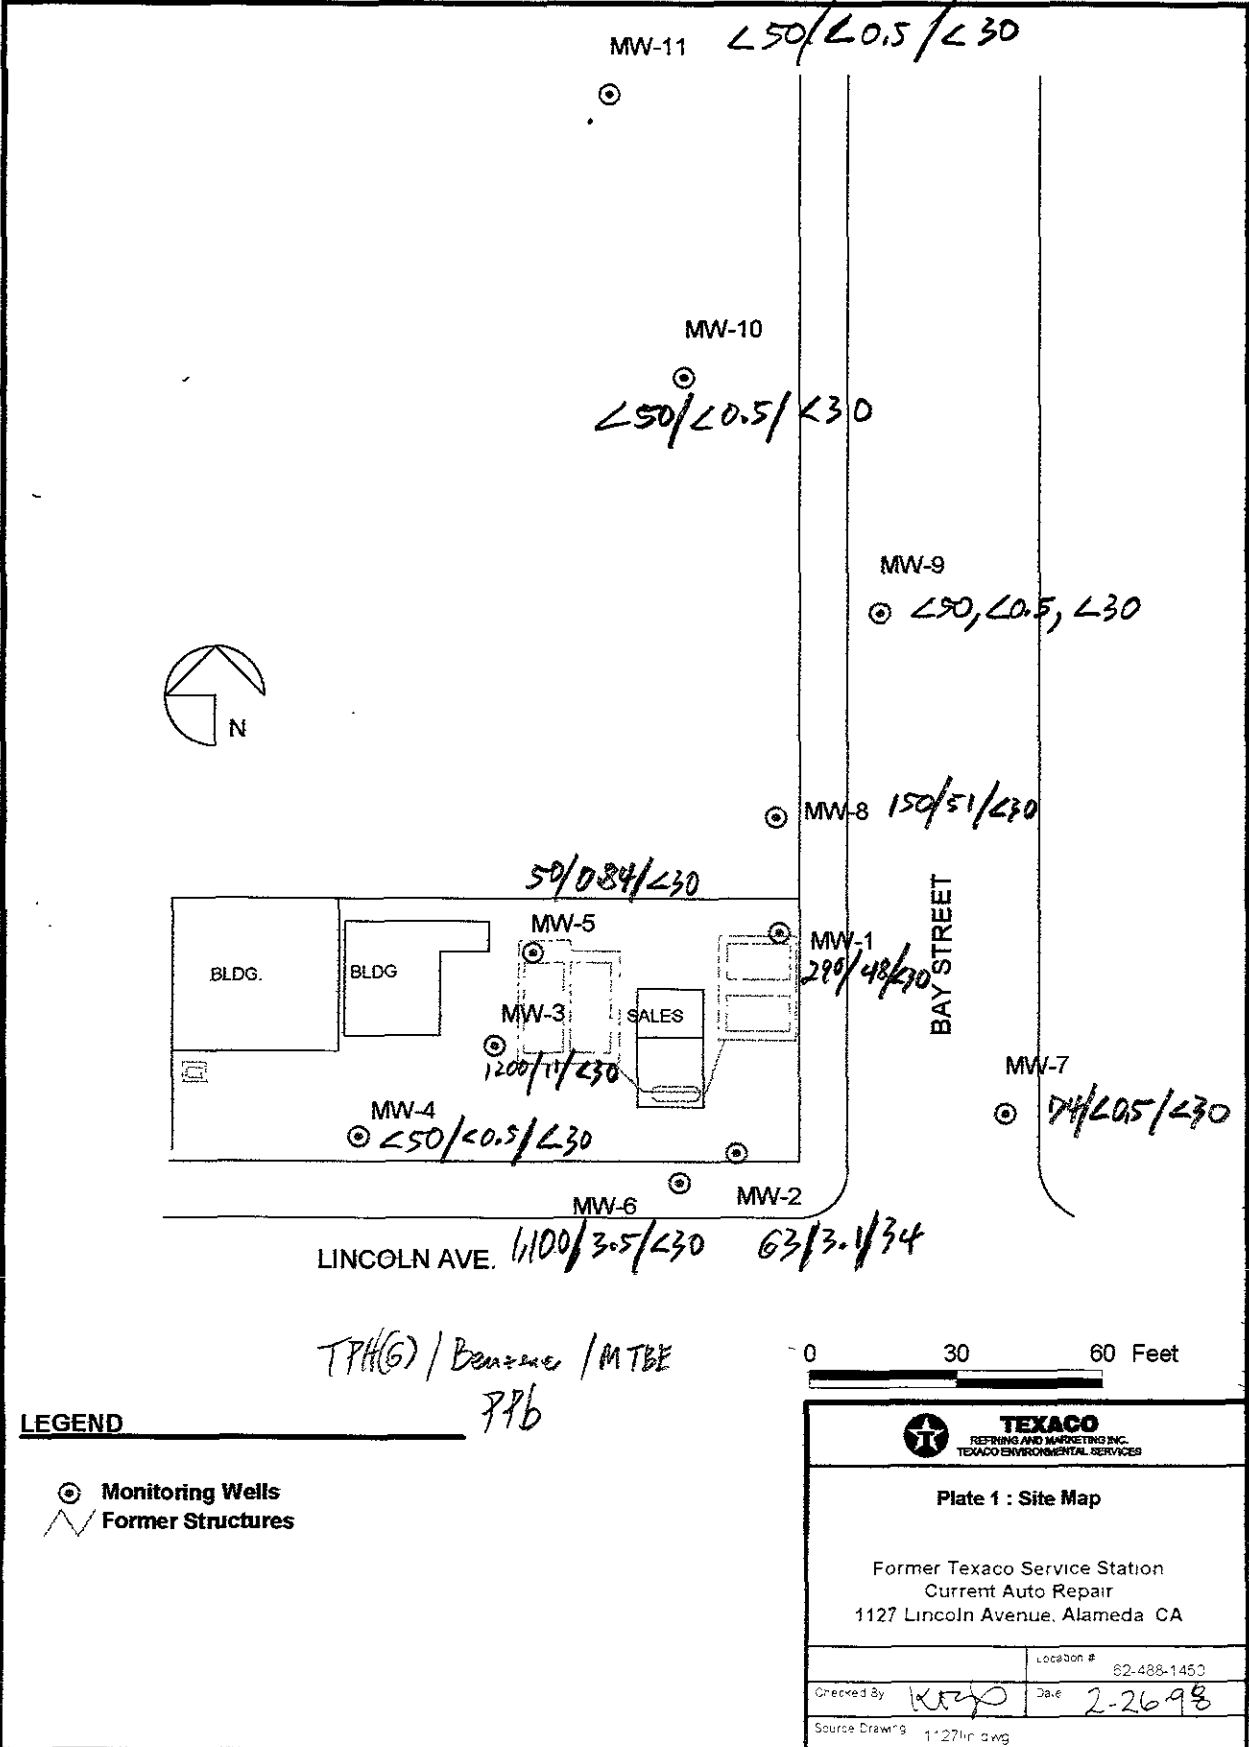 MW-11 <50/<0.5/<30
MW-10
<50/<0.5/<30
MW-9
<50, <0.5, <30
N
MW-8 150/51/<30
50/0.84/<30
MW-5
BLDG.
BLDG
MW-1
290/48/<30
BAY STREET
MW-3
SALES
1200/11/<30
MW-7
74/<0.5/<30
MW-4
<50/<0.5/<30
MW-2
MW-6
LINCOLN AVE. 1,100/3.5/<30 63/3.1/34
TPH(G) / Benzene / MTBE
PPb
0 30 60 Feet
LEGEND
Monitoring Wells
Former Structures
TEXACO
REFINING AND MARKETING INC.
TEXACO ENVIRONMENTAL SERVICES
Plate 1 : Site Map
Former Texaco Service Station
Current Auto Repair
1127 Lincoln Avenue, Alameda CA
Location #
62-488-1453
Checked By
Date 2-26-98
Source Drawing 1127lin.dwg